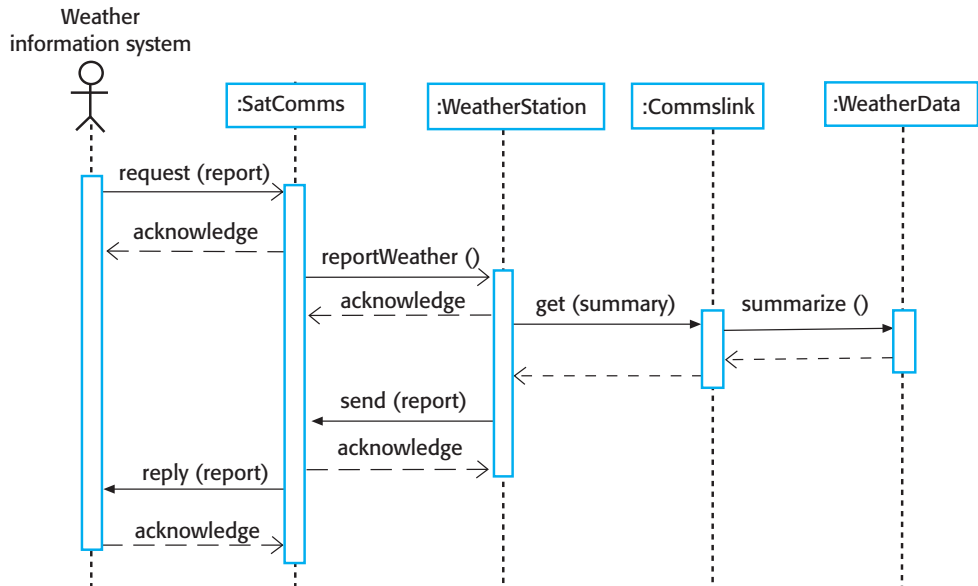 Weather
information system
:SatComms
:WeatherStation
:Commslink
:WeatherData
request (report)
acknowledge
reportWeather ()
acknowledge
get (summary)
summarize ()
send (report)
acknowledge
reply (report)
acknowledge